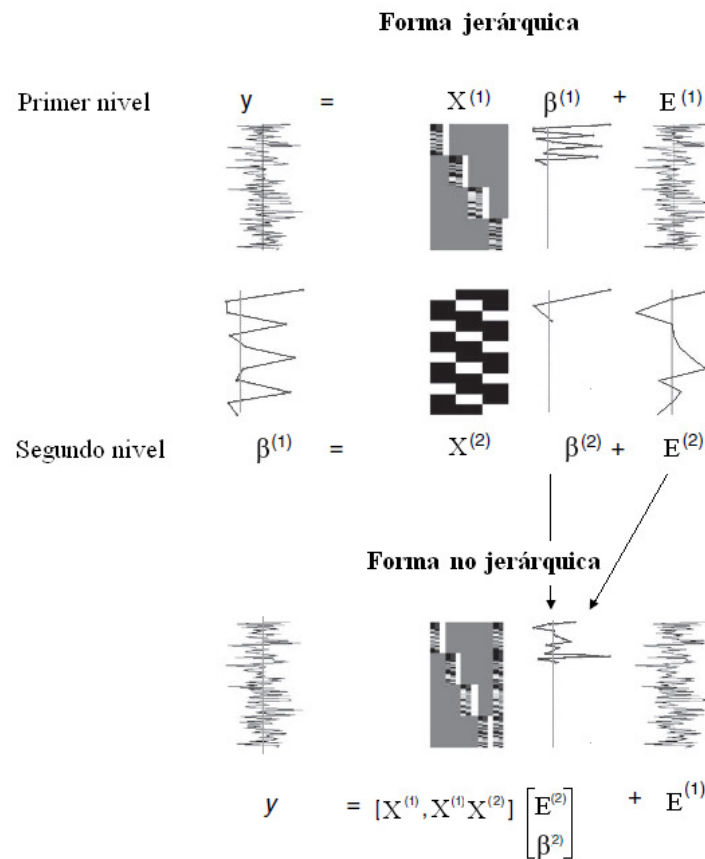 Forma jerárquica
Primer nivel y = X⁽¹⁾ β⁽¹⁾ + E⁽¹⁾
Segundo nivel β⁽¹⁾ = X⁽²⁾ β⁽²⁾ + E⁽²⁾
Forma no jerárquica
y = [X⁽¹⁾, X⁽¹⁾X⁽²⁾] [E⁽²⁾ + E⁽¹⁾
β²⁾]